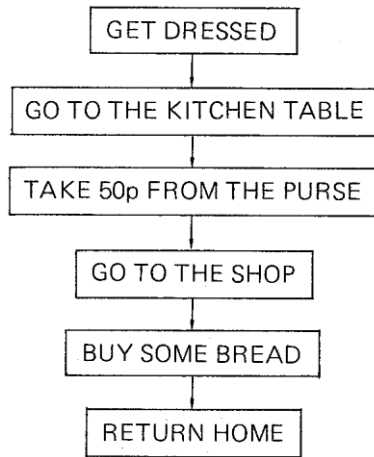 GET DRESSED
GO TO THE KITCHEN TABLE
TAKE 50p FROM THE PURSE
GO TO THE SHOP
BUY SOME BREAD
RETURN HOME